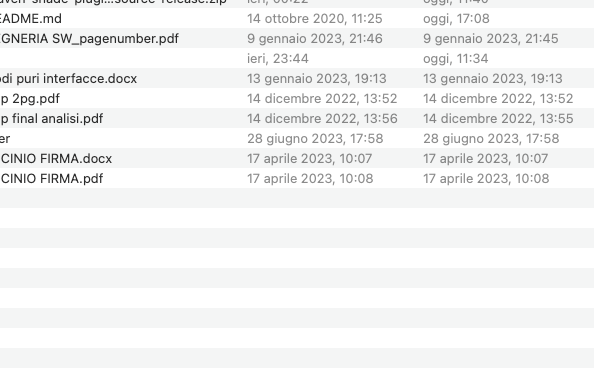 ieri, 00:22
EADME.md 14 ottobre 2020, 11:25 oggi, 17:08
EGNERIA SW_pagenumber.pdf 9 gennaio 2023, 21:46 9 gennaio 2023, 21:45
ieri, 23:44 oggi, 11:34
odi puri interfacce.docx 13 gennaio 2023, 19:13 13 gennaio 2023, 19:13
p 2pg.pdf 14 dicembre 2022, 13:52 14 dicembre 2022, 13:52
p final analisi.pdf 14 dicembre 2022, 13:56 14 dicembre 2022, 13:55
er 28 giugno 2023, 17:58 28 giugno 2023, 17:58
CINIO FIRMA.docx 17 aprile 2023, 10:07 17 aprile 2023, 10:07
CINIO FIRMA.pdf 17 aprile 2023, 10:08 17 aprile 2023, 10:08